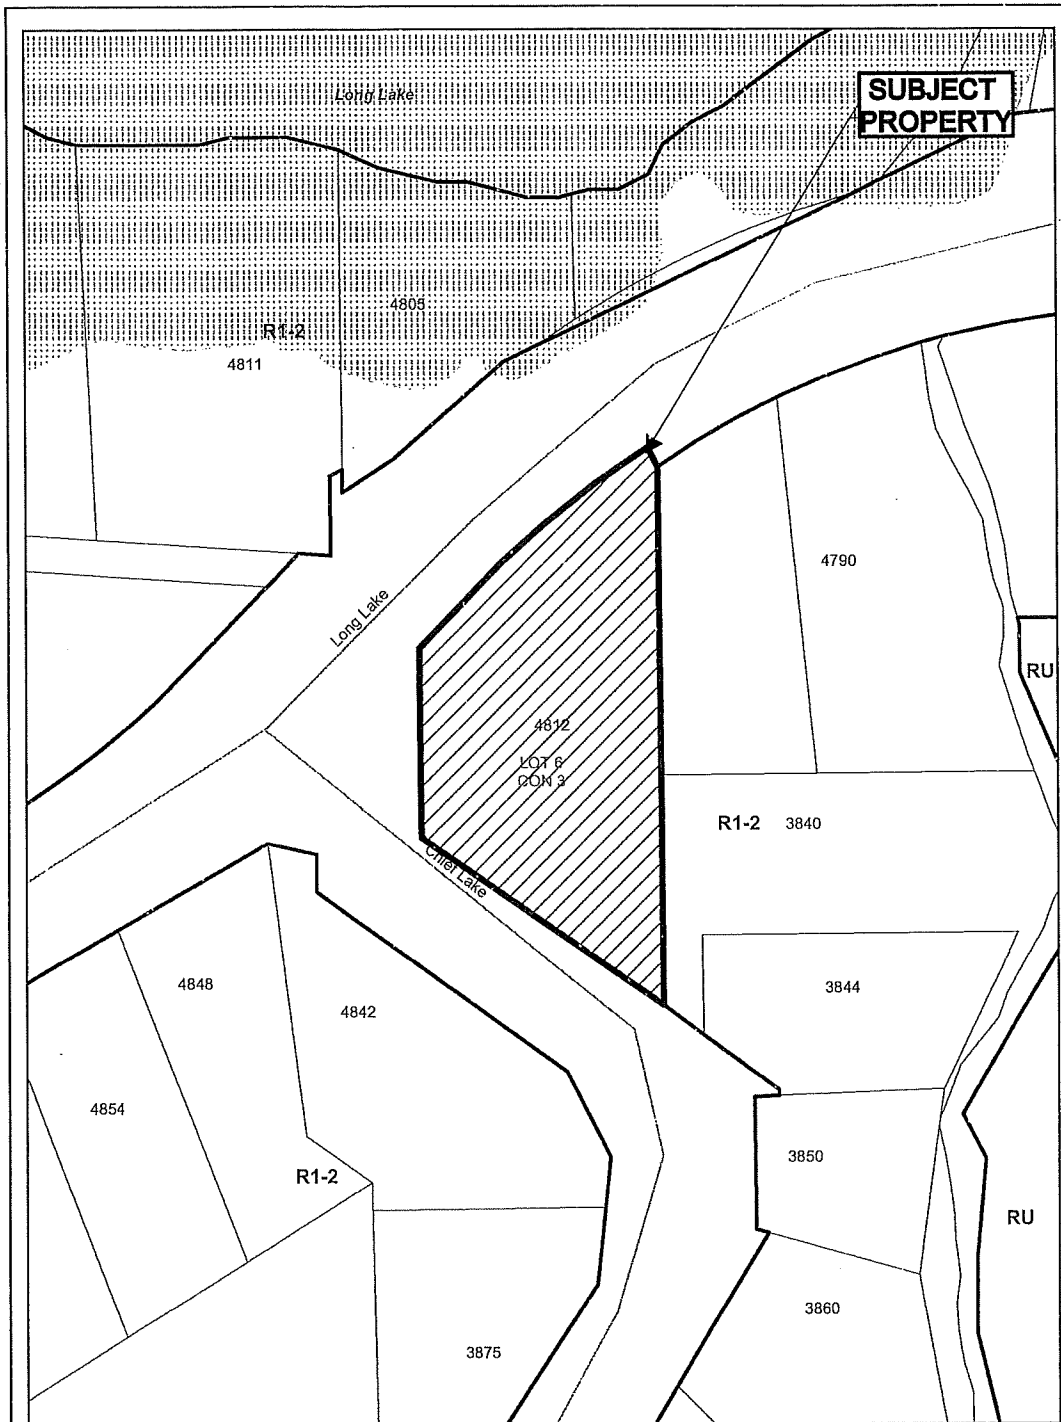 Long Lake
SUBJECT
PROPERTY
4805
R1-2
4811
4790
Long Lake
RU
4812
LOT 6
CON 3
R1-2 3840
Chief Lake
4848
3844
4842
4854
3850
R1-2
RU
3860
3875